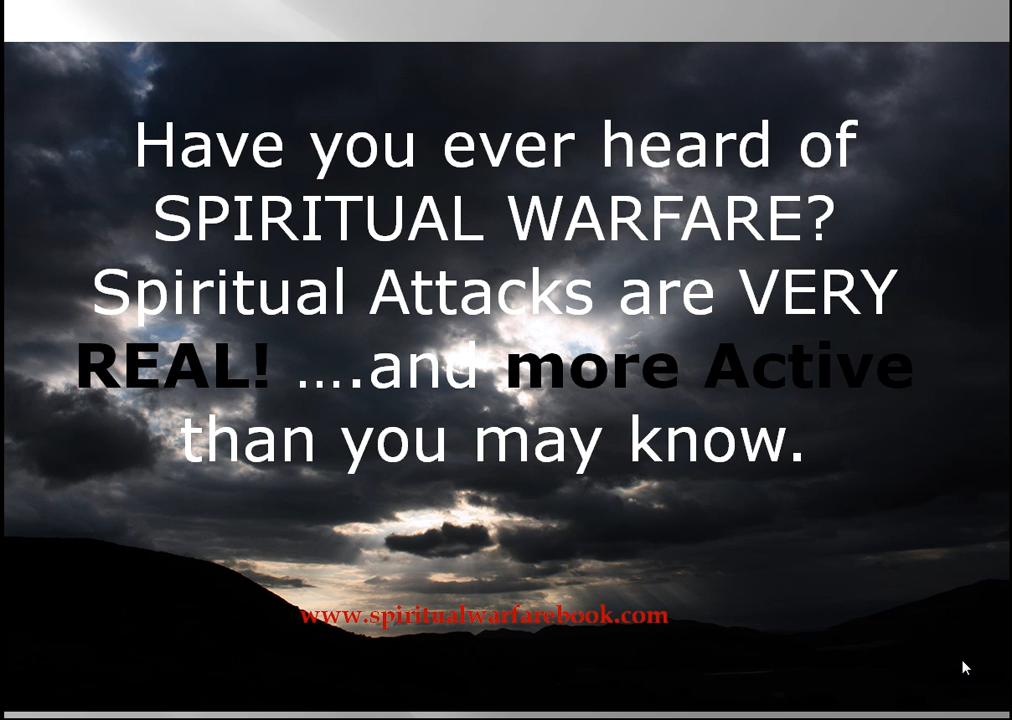 Have you ever heard of
SPIRITUAL WARFARE?
Spiritual Attacks are VERY
REAL! ....and more Active
than you may know.
www.spiritualwarfarebook.com